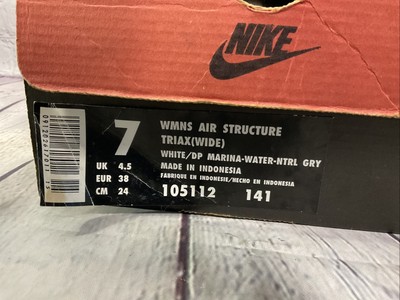 NIKE
7
WMNS AIR STRUCTURE
TRIAX(WIDE)
WHITE/DP MARINA-WATER-NTRL GRY
UK 4.5
MADE IN INDONESIA
FABRIQUE EN INDONESIE/HECHO EN INDONESIA
EUR 38
CM 24
105112 141